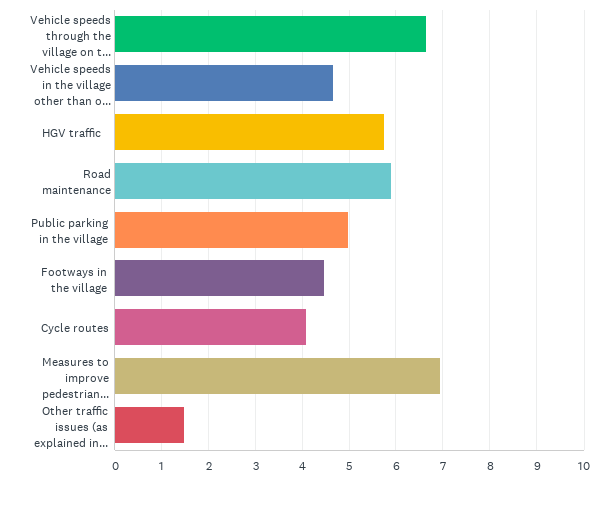 Vehicle speeds
through the
village on t...
Vehicle speeds
in the village
other than o...
HGV traffic
Road
maintenance
Public parking
in the village
Footways in
the village
Cycle routes
Measures to
improve
pedestrian...
Other traffic
issues (as
explained in...
0 1 2 3 4 5 6 7 8 9 10